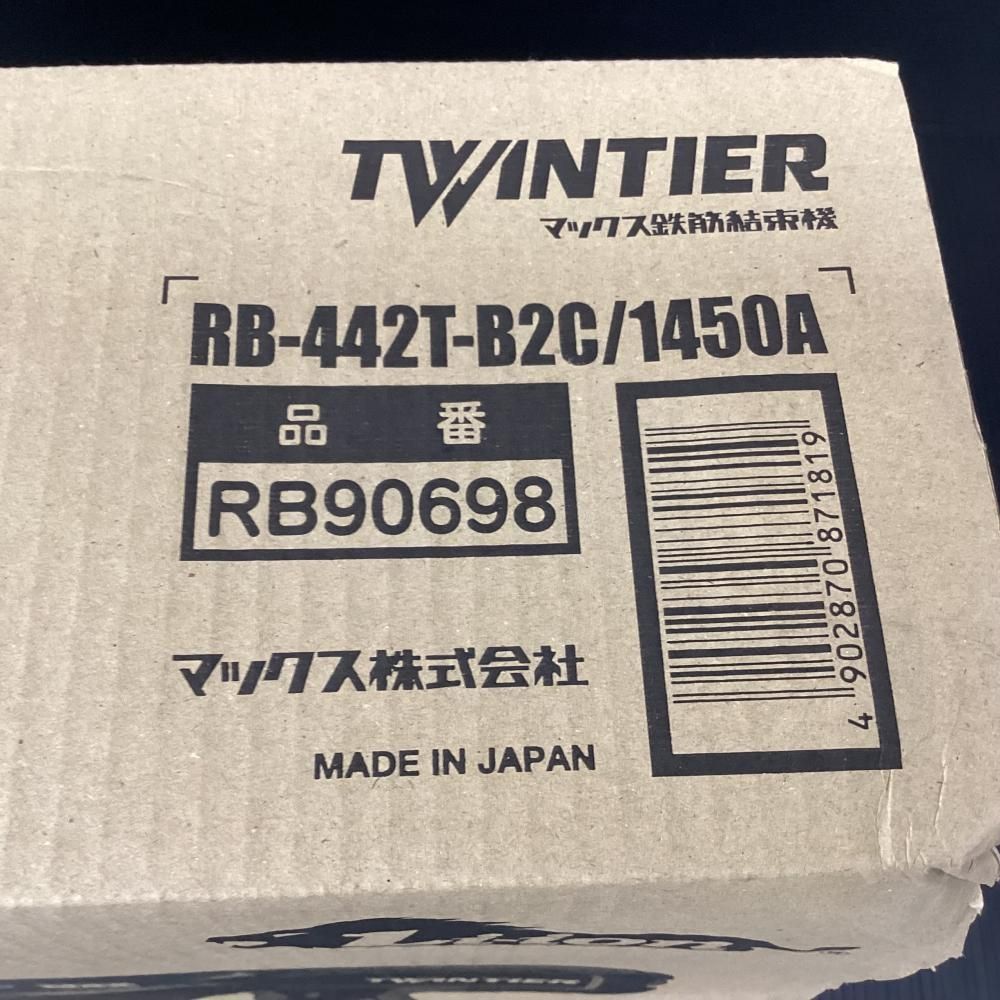 TWINTIER
マックス鉄筋結束機
RB-442T-B2C/1450A
品番
RB90698
4 902870 871819
マックス株式会社
MADE IN JAPAN
TWINTIER